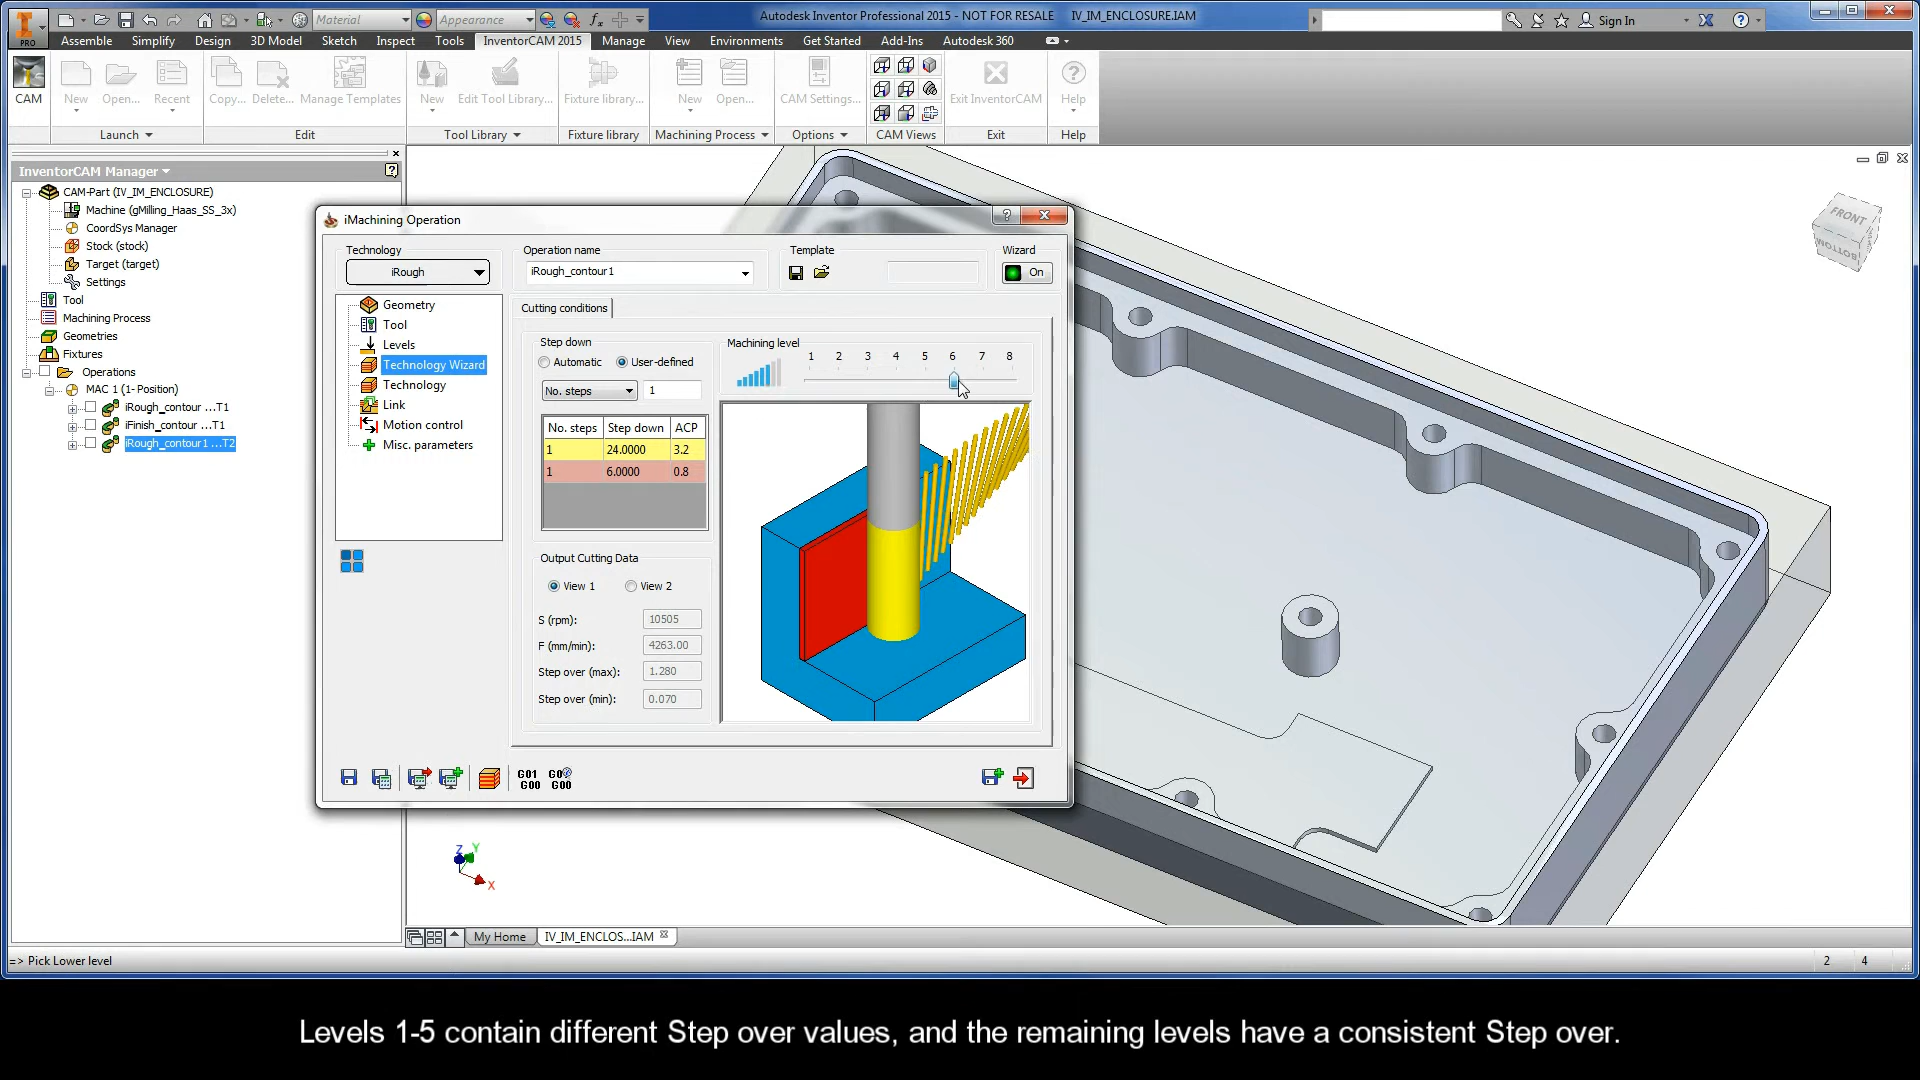 Material
Appearance
Autodesk Inventor Professional 2015 - NOT FOR RESALE IV_IM_ENCLOSURE.IAM
Sign In
PRO
Assemble Simplify Design 3D Model Sketch Inspect Tools InventorCAM 2015 Manage View Environments Get Started Add-Ins Autodesk 360
CAM New Open... Recent Copy... Delete... Manage Templates New Edit Tool Library... Fixture library... New Open... CAM Settings... Exit InventorCAM Help
Launch Edit Tool Library Fixture library Machining Process Options CAM Views Exit Help
InventorCAM Manager
CAM-Part (IV_IM_ENCLOSURE)
Machine (gMilling_Haas_SS_3x)
CoordSys Manager
Stock (stock)
Target (target)
Settings
Tool
Machining Process
Geometries
Fixtures
Operations
MAC 1 (1- Position)
iRough_contour ...T1
iFinish_contour ...T1
iRough_contour1 ...T2
iMachining Operation
Technology
iRough
Operation name
iRough_contour1
Template
Wizard
On
Geometry
Tool
Levels
Technology Wizard
Technology
Link
Motion control
Misc. parameters
Cutting conditions
Step down
Automatic User-defined
No. steps 1
No. steps Step down ACP
1 24.0000 3.2
1 6.0000 0.8
Machining level
1 2 3 4 5 6 7 8
Output Cutting Data
View 1 View 2
S (rpm): 10505
F (mm/min): 4263.00
Step over (max): 1.280
Step over (min): 0.070
G01 G00
G00
FRONT
BOTTOM
Z Y X
My Home IV_IM_ENCLOS...IAM
=> Pick Lower level
2 4
Levels 1-5 contain different Step over values, and the remaining levels have a consistent Step over.